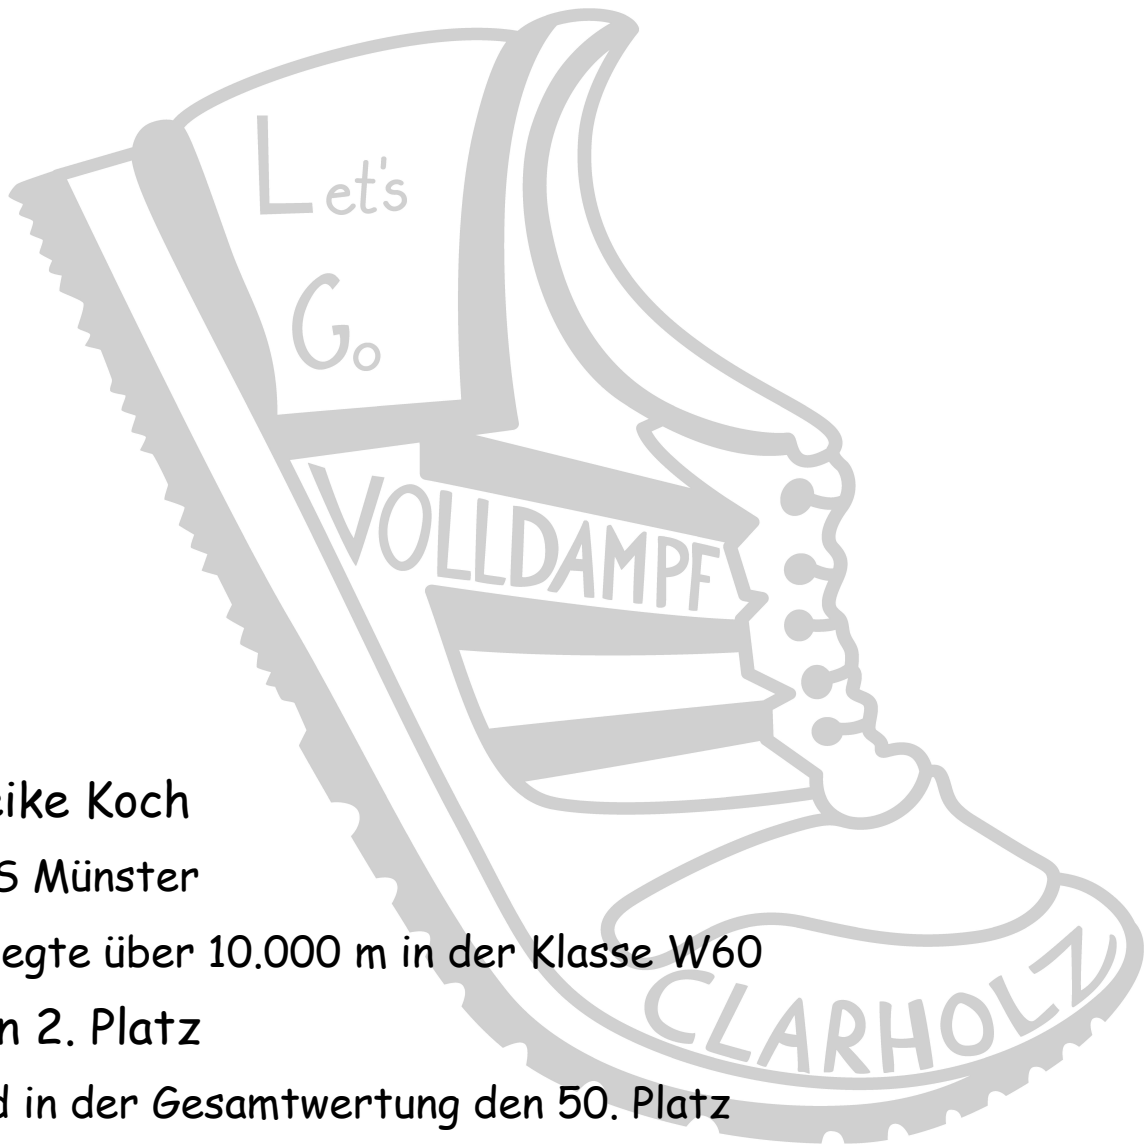 Let's
Go
VOLLDAMPF
eike Koch
S Münster
egte über 10.000 m in der Klasse W60
n 2. Platz
CLARHOLZ
d in der Gesamtwertung den 50. Platz